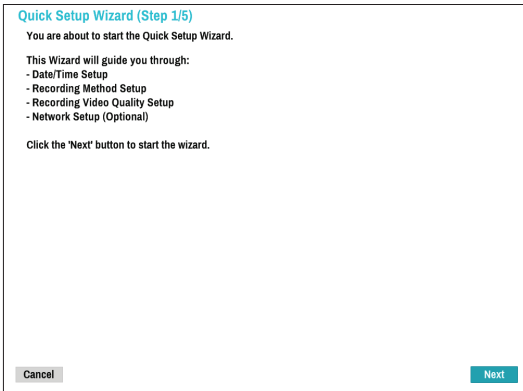 Quick Setup Wizard (Step 1/5)
You are about to start the Quick Setup Wizard.
This Wizard will guide you through:
- Date/Time Setup
- Recording Method Setup
- Recording Video Quality Setup
- Network Setup (Optional)
Click the 'Next' button to start the wizard.
Cancel
Next